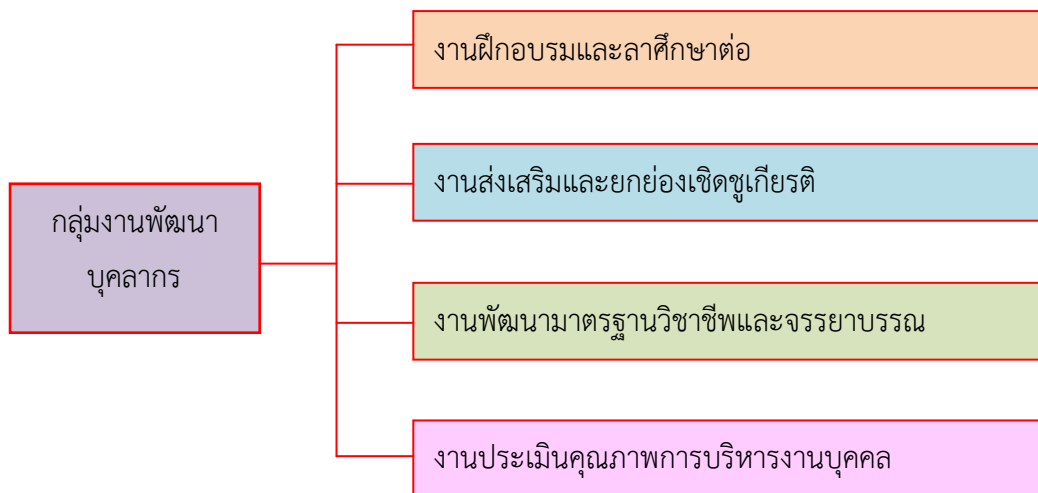 กลุ่มงานพัฒนา
บุคลากร
งานฝึกอบรมและลาศึกษาต่อ
งานส่งเสริมและยกย่องเชิดชูเกียรติ
งานพัฒนามาตรฐานวิชาชีพและจรรยาบรรณ
งานประเมินคุณภาพการบริหารงานบุคคล